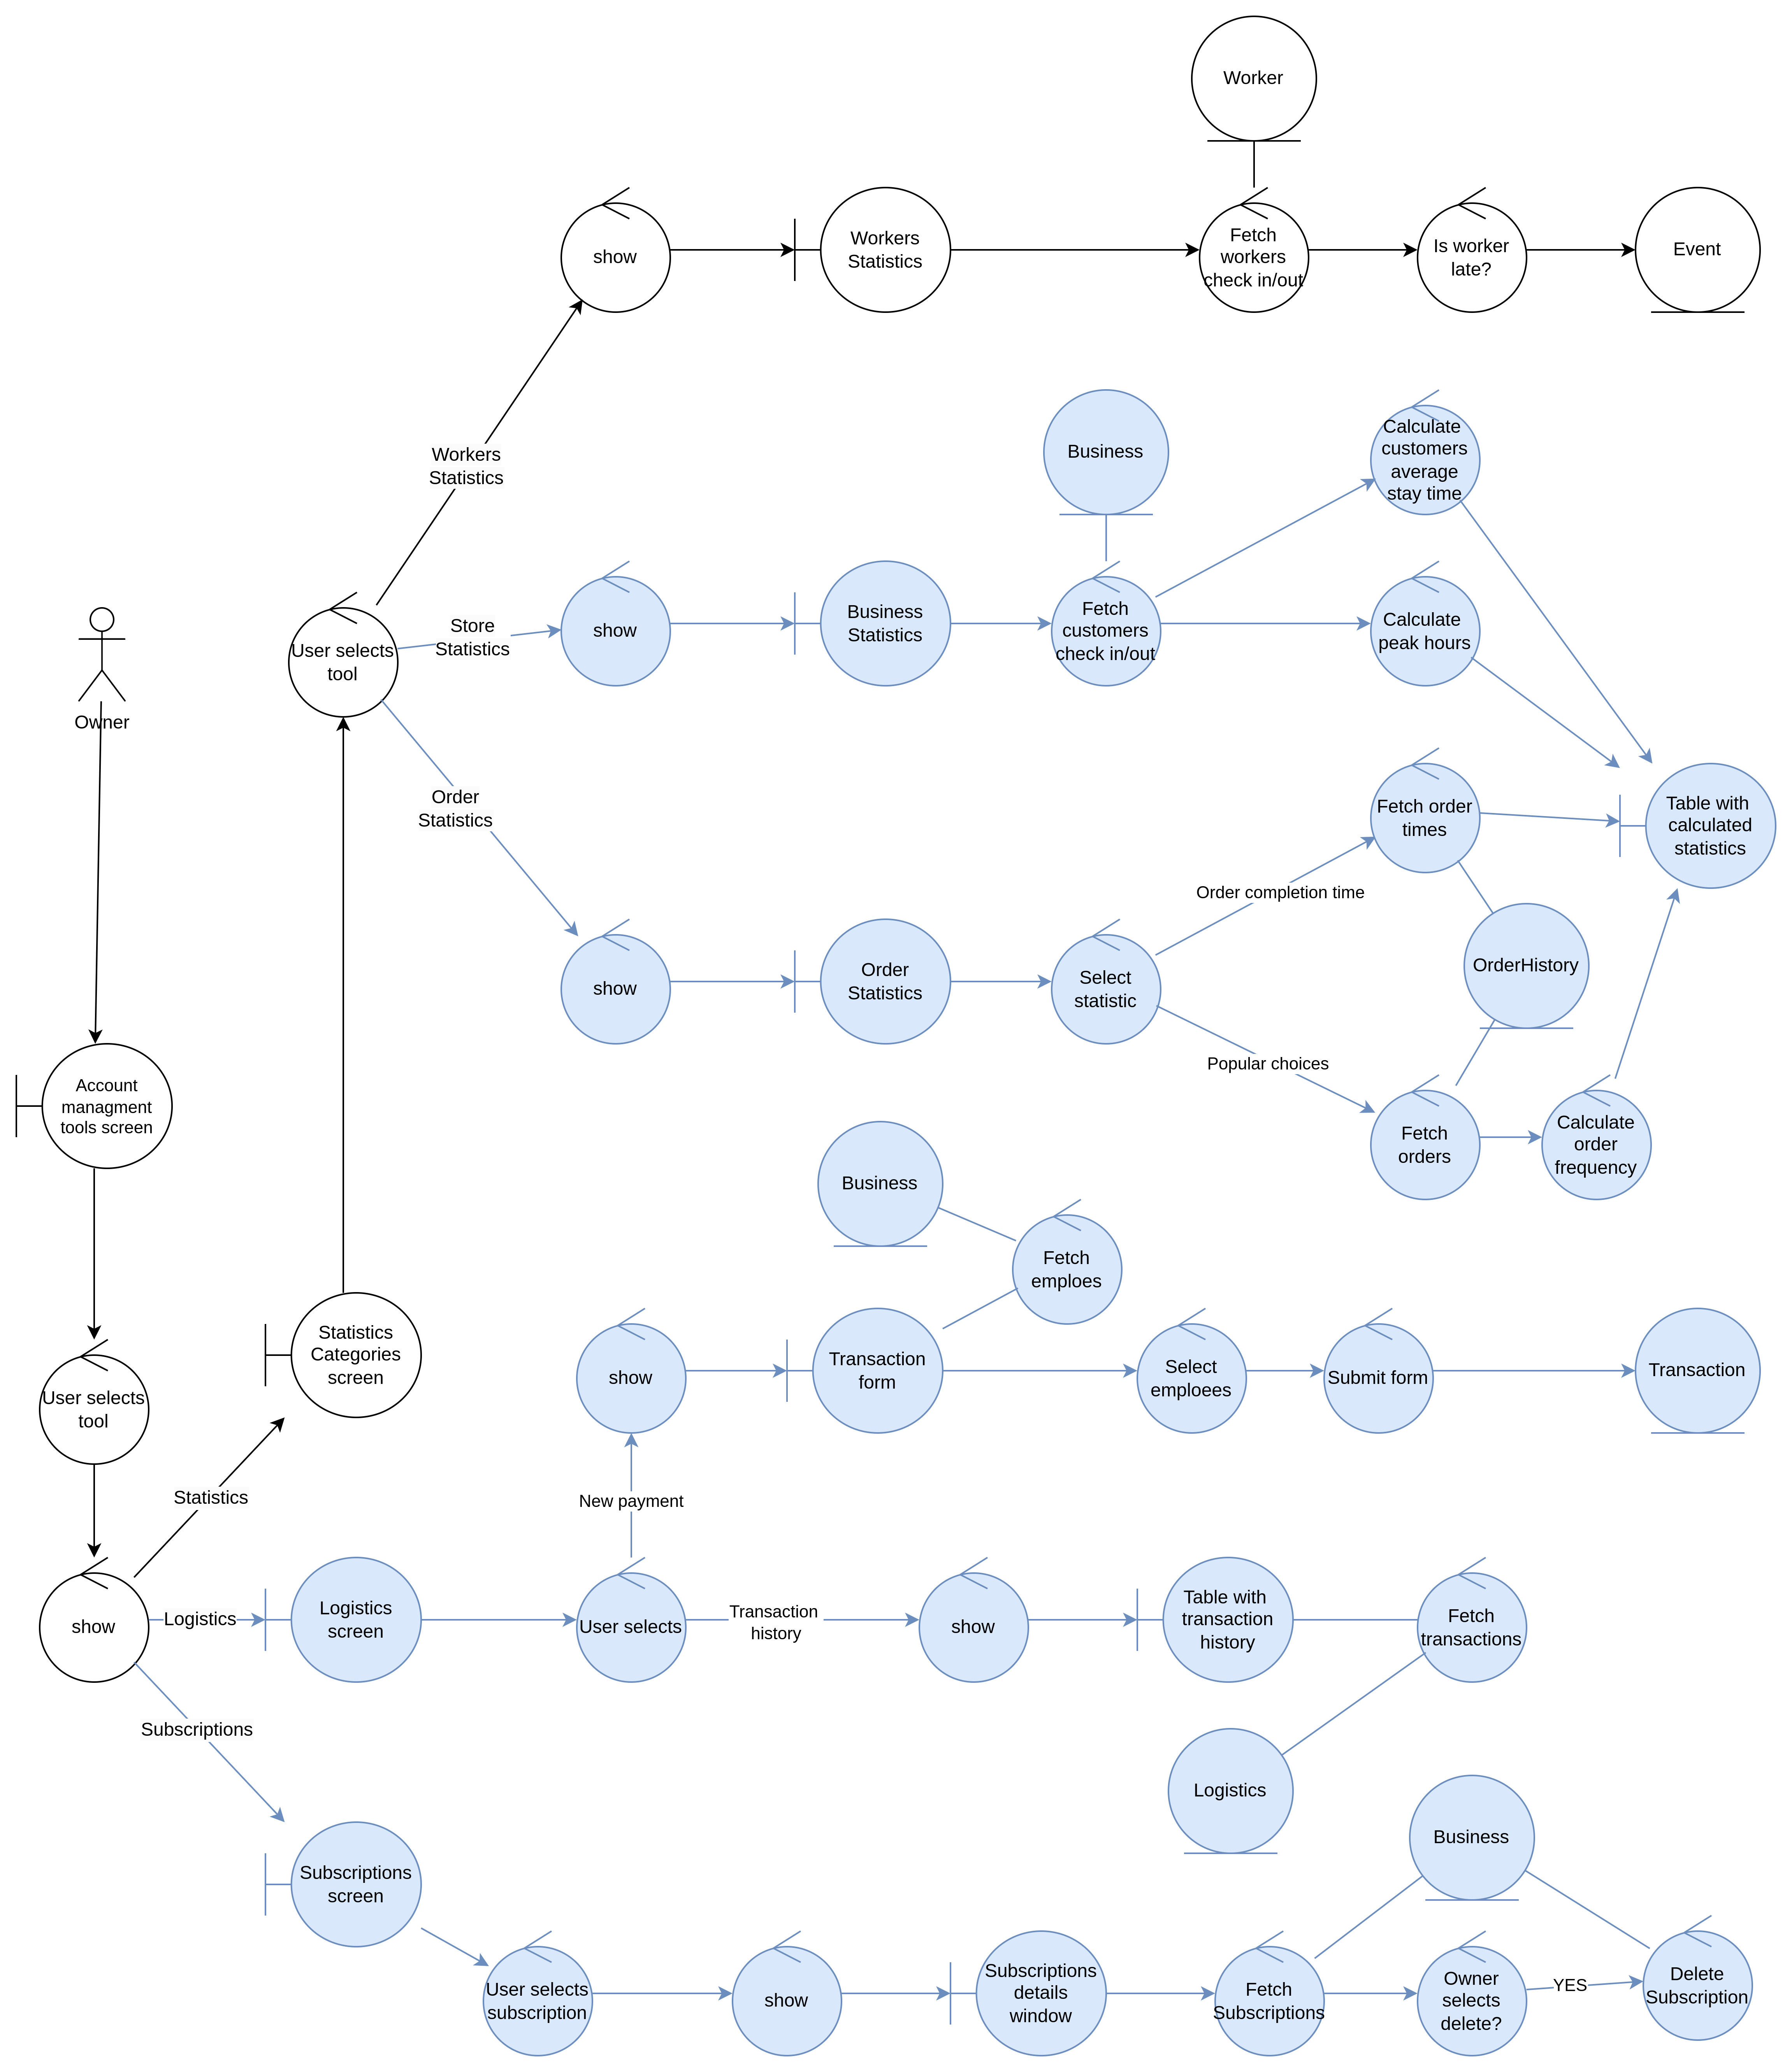 Worker
show
Workers
Statistics
Fetch
workers
check in/out
Is worker
late?
Event
Workers
Statistics
Business
Calculate
customers
average
stay time
Owner
User selects
tool
Store
Statistics
show
Business
Statistics
Fetch
customers
check in/out
Calculate
peak hours
Order
Statistics
Fetch order
times
Table with
calculated
statistics
Order completion time
show
Order
Statistics
Select
statistic
OrderHistory
Popular choices
Account
managment
tools screen
Fetch
orders
Calculate
order
frequency
Business
Fetch
emploes
Statistics
Categories
screen
show
Transaction
form
Select
emploees
Submit form
Transaction
User selects
tool
Statistics
New payment
show
Logistics
Logistics
screen
User selects
Transaction
history
show
Table with
transaction
history
Fetch
transactions
Subscriptions
Logistics
Business
Subscriptions
screen
User selects
subscription
show
Subscriptions
details
window
Fetch
Subscriptions
Owner
selects
delete?
YES
Delete
Subscription